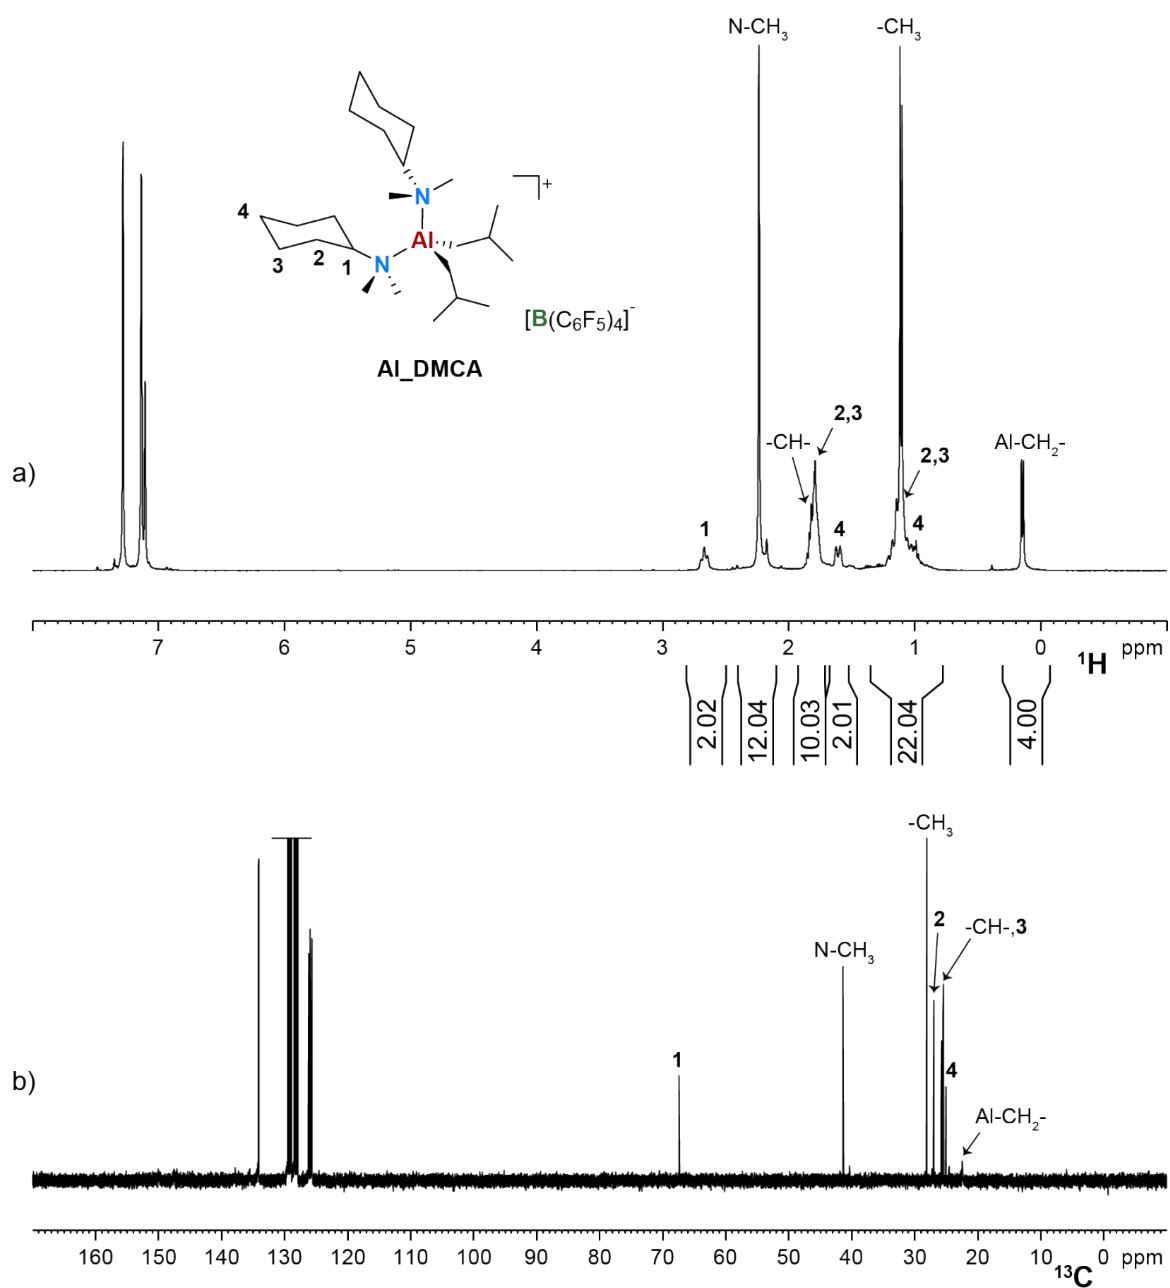 N-CH3 -CH3
4 3 2 1
N
Al
N
+
[B(C6F5)4]-
Al_DMCA
a)
1
-CH-
2,3
4
2,3
4
Al-CH2-
7 6 5 4 3 2 1 0 ppm
1H
2.02 12.04 10.03 2.01 22.04 4.00
b)
1
N-CH3
-CH3
2
-CH-,3
4
Al-CH2-
160 150 140 130 120 110 100 90 80 70 60 50 40 30 20 10 0 ppm
13C